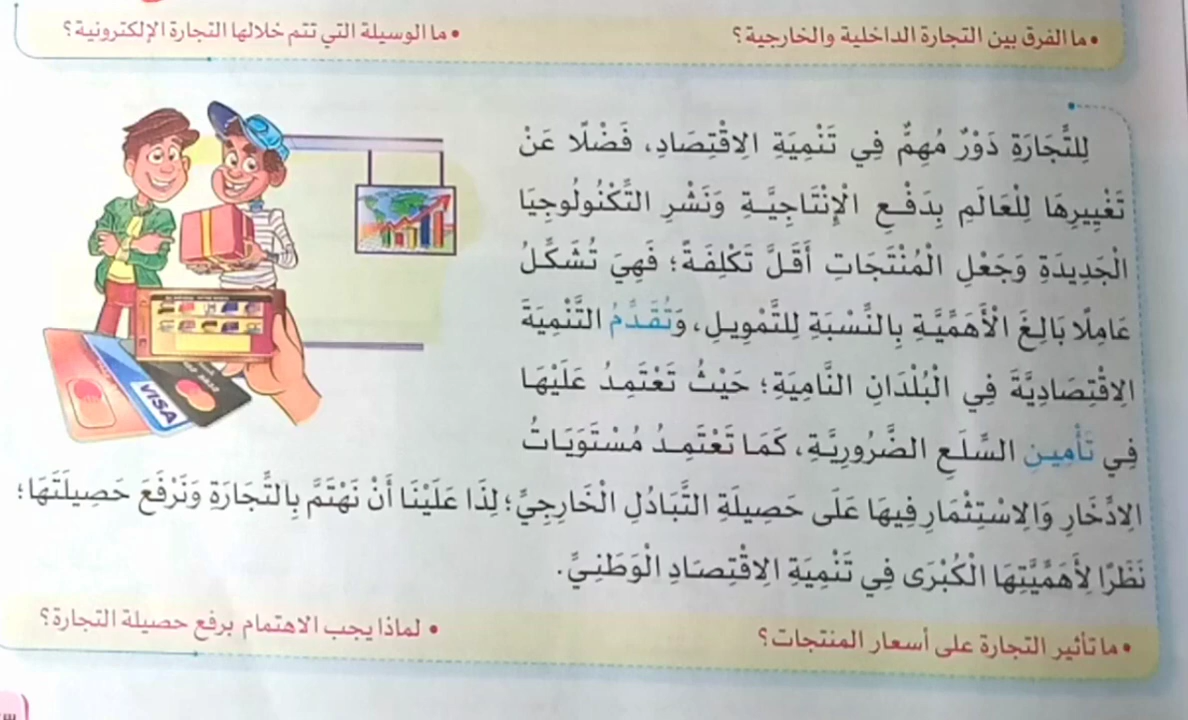 • ما الفرق بين التجارة الداخلية والخارجية؟
• ما الوسيلة التي تتم خلالها التجارة الإلكترونية؟
لِلتِّجَارَةِ دَوْرٌ مُهِمٌّ فِي تَنْمِيَةِ الِاقْتِصَادِ، فَضْلًا عَنْ
تَغْيِيرِهَا لِلْعَالَمِ بِدَفْعِ الْإِنْتَاجِيَّةِ وَنَشْرِ التِّكْنُولُوجِيَا
الْجَدِيدَةِ وَجَعْلِ الْمُنْتَجَاتِ أَقَلَّ تَكْلِفَةً؛ فَهِيَ تُشَكِّلُ
عَامِلًا بَالِغَ الْأَهَمِّيَّةِ بِالنِّسْبَةِ لِلتَّمْوِيلِ، وَتُقَدِّمُ التَّنْمِيَةَ
الِاقْتِصَادِيَّةَ فِي الْبُلْدَانِ النَّامِيَةِ؛ حَيْثُ تَعْتَمِدُ عَلَيْهَا
فِي تَأْمِينِ السِّلَعِ الضَّرُورِيَّةِ، كَمَا تَعْتَمِدُ مُسْتَوَيَاتُ
الِادِّخَارِ وَالِاسْتِثْمَارِ فِيهَا عَلَى حَصِيلَةِ التَّبَادُلِ الْخَارِجِيِّ؛ لِذَا عَلَيْنَا أَنْ نَهْتَمَّ بِالتِّجَارَةِ وَنَرْفَعَ حَصِيلَتَهَا؛
نَظَرًا لِأَهَمِّيَّتِهَا الْكُبْرَى فِي تَنْمِيَةِ الِاقْتِصَادِ الْوَطَنِيِّ.
• ما تأثير التجارة على أسعار المنتجات؟
• لماذا يجب الاهتمام برفع حصيلة التجارة؟
VISA